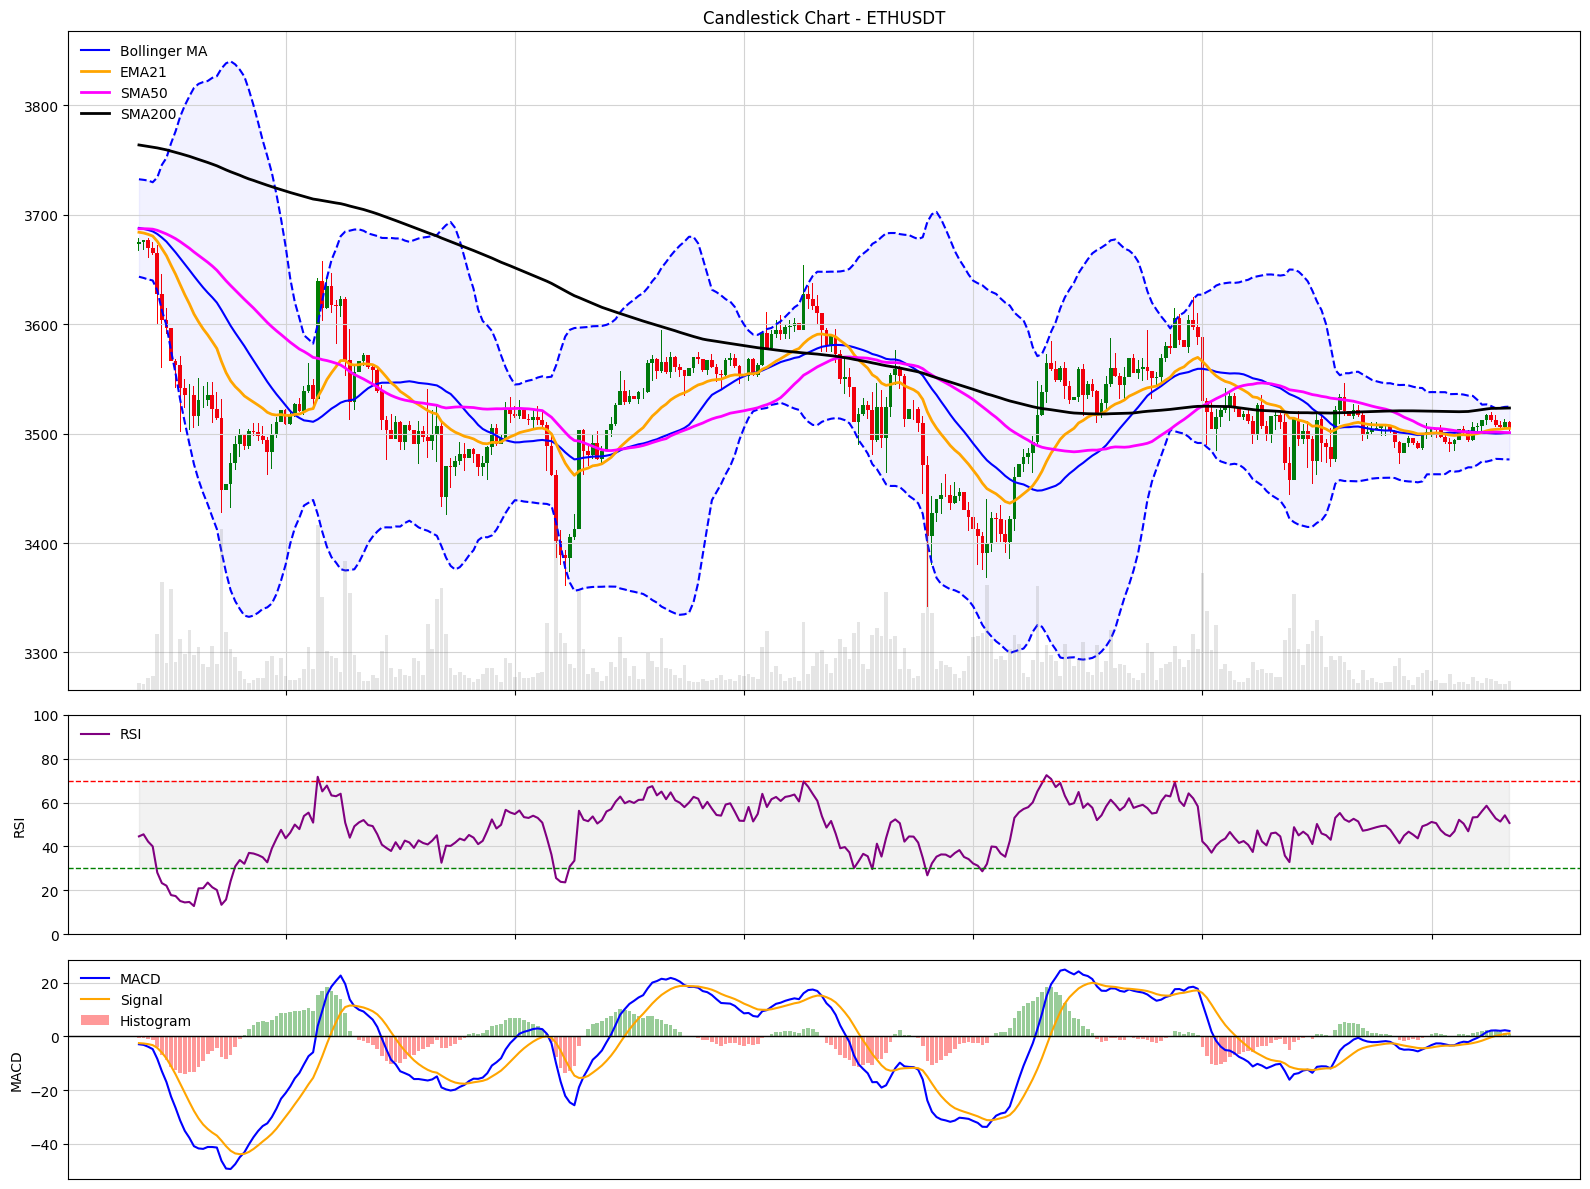 Candlestick Chart - ETHUSDT
Bollinger MA
EMA21
SMA50
SMA200
3800
3700
3600
3500
3400
3300
RSI
100
80
60
40
20
0
RSI
MACD
Signal
Histogram
20
0
−20
−40
MACD